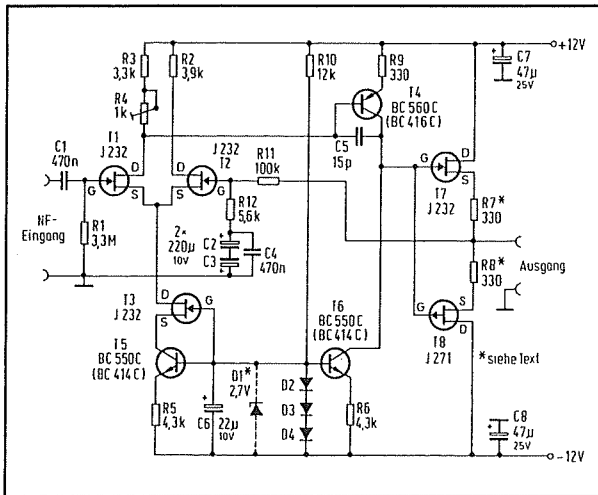 +12V
R3
3,3k
R2
3,9k
R10
12k
R9
330
C7
47µ
25V
R4
1k
T4
BC 560C
(BC 416 C)
C5
15p
C1
470n
T1
J 232
D
S
G
J 232
T2
D
S
G
R11
100k
G
D
S
T7
J 232
R7*
330
R12
5,6k
NF-
Eingang
R1
3,3M
2×
220µ
10V
C2
C3
C4
470n
R8*
330
Ausgang
T3
J 232
D
S
G
T6
BC 550C
(BC 414 C)
G
S
D
T8
J 271
*siehe Text
T5
BC 550C
(BC 414 C)
D1*
2,7V
D2
D3
D4
R5
4,3k
C6
22µ
10V
R6
4,3k
C8
47µ
25V
-12V